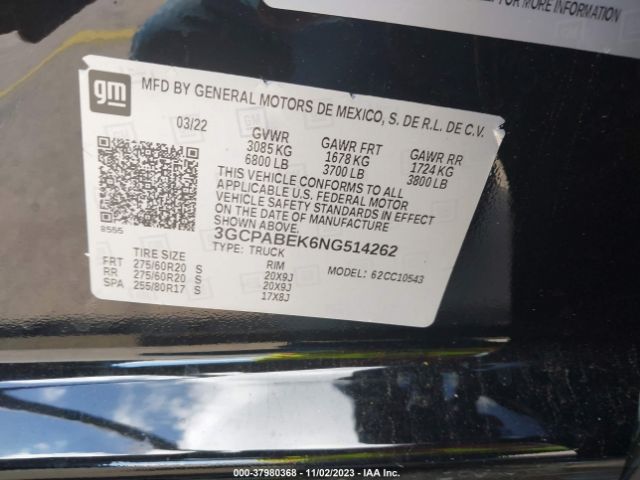 FOR MORE INFORMATION
gm
MFD BY GENERAL MOTORS DE MEXICO, S. DE R.L. DE C.V.
03/22
GVWR GAWR FRT GAWR RR
3085 KG 1678 KG 1724 KG
6800 LB 3700 LB 3800 LB
THIS VEHICLE CONFORMS TO ALL
APPLICABLE U.S. FEDERAL MOTOR
VEHICLE SAFETY STANDARDS IN EFFECT
ON THE DATE OF MANUFACTURE
SHOWN ABOVE.
8555
3GCPABEK6NG514262
TYPE: TRUCK
MODEL: 62CC10543
TIRE SIZE RIM
FRT 275/60R20 S 20X9J
RR 275/60R20 S 20X9J
SPA 255/80R17 S 17X8J
000-37980368 - 11/02/2023 - IAA Inc.